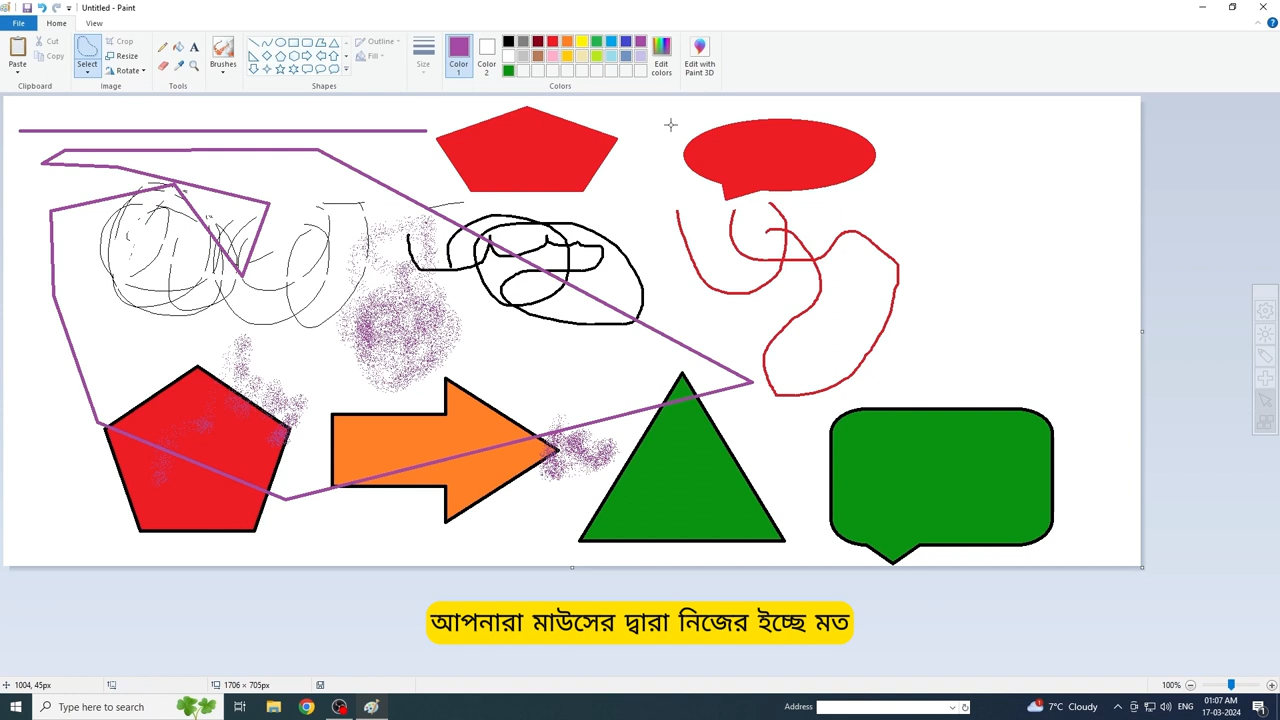 Untitled - Paint
File
Home
View
Paste
Cut
Copy
Clipboard
Select
Crop
Resize
Rotate
Image
Tools
Brushes
Shapes
Outline
Fill
Size
Color
1
Color
2
Colors
Edit
colors
Edit with
Paint 3D
আপনারা মাউসের দ্বারা নিজের ইচ্ছে মত
1004, 45px
1706 × 705px
100%
Type here to search
Address
7°C Cloudy
ENG
01:07 AM
17-03-2024